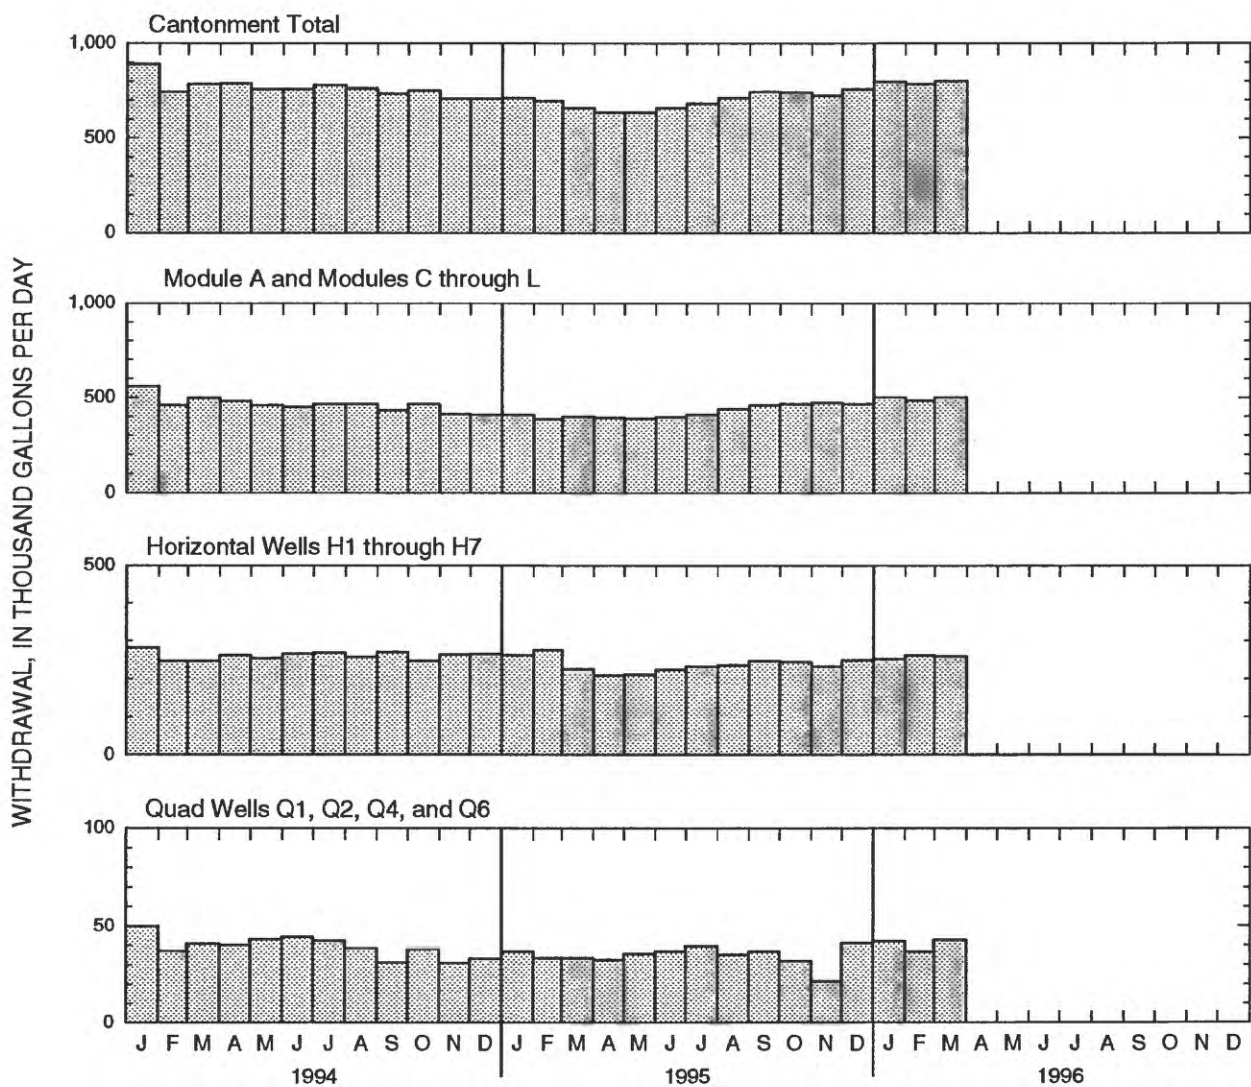 Cantonment Total
1,000
500
0
Module A and Modules C through L
1,000
500
0
Horizontal Wells H1 through H7
500
0
Quad Wells Q1, Q2, Q4, and Q6
100
50
0
WITHDRAWAL, IN THOUSAND GALLONS PER DAY
J F M A M J J A S O N D J F M A M J J A S O N D J F M A M J J A S O N D
1994 1995 1996